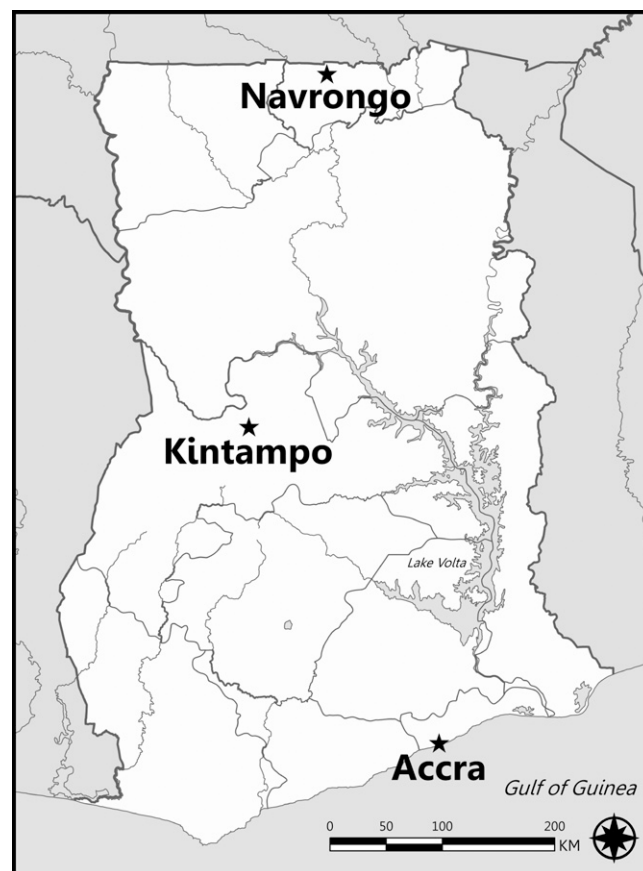 Navrongo
Kintampo
Lake Volta
Accra
Gulf of Guinea
0 50 100 200
KM